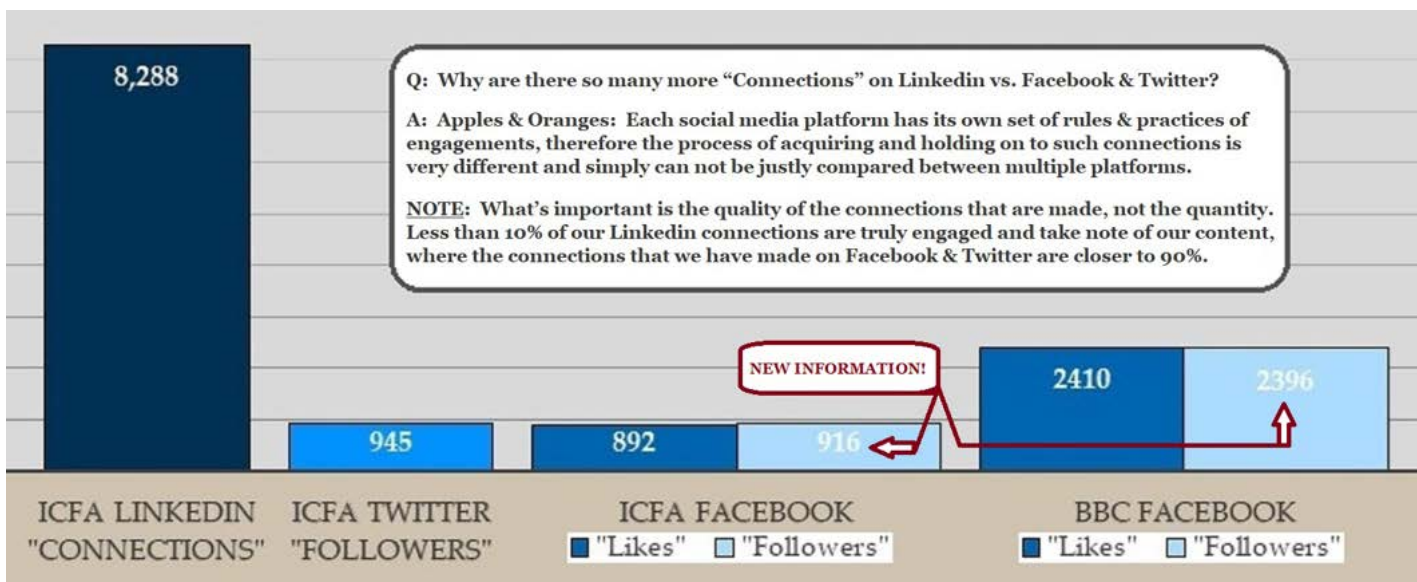 8,288
Q: Why are there so many more “Connections” on Linkedin vs. Facebook & Twitter?
A: Apples & Oranges: Each social media platform has its own set of rules & practices of
engagements, therefore the process of acquiring and holding on to such connections is
very different and simply can not be justly compared between multiple platforms.
NOTE: What’s important is the quality of the connections that are made, not the quantity.
Less than 10% of our Linkedin connections are truly engaged and take note of our content,
where the connections that we have made on Facebook & Twitter are closer to 90%.
NEW INFORMATION!
945
892
916
2410
2396
ICFA LINKEDIN
"CONNECTIONS"
ICFA TWITTER
"FOLLOWERS"
ICFA FACEBOOK
"Likes" "Followers"
BBC FACEBOOK
"Likes" "Followers"